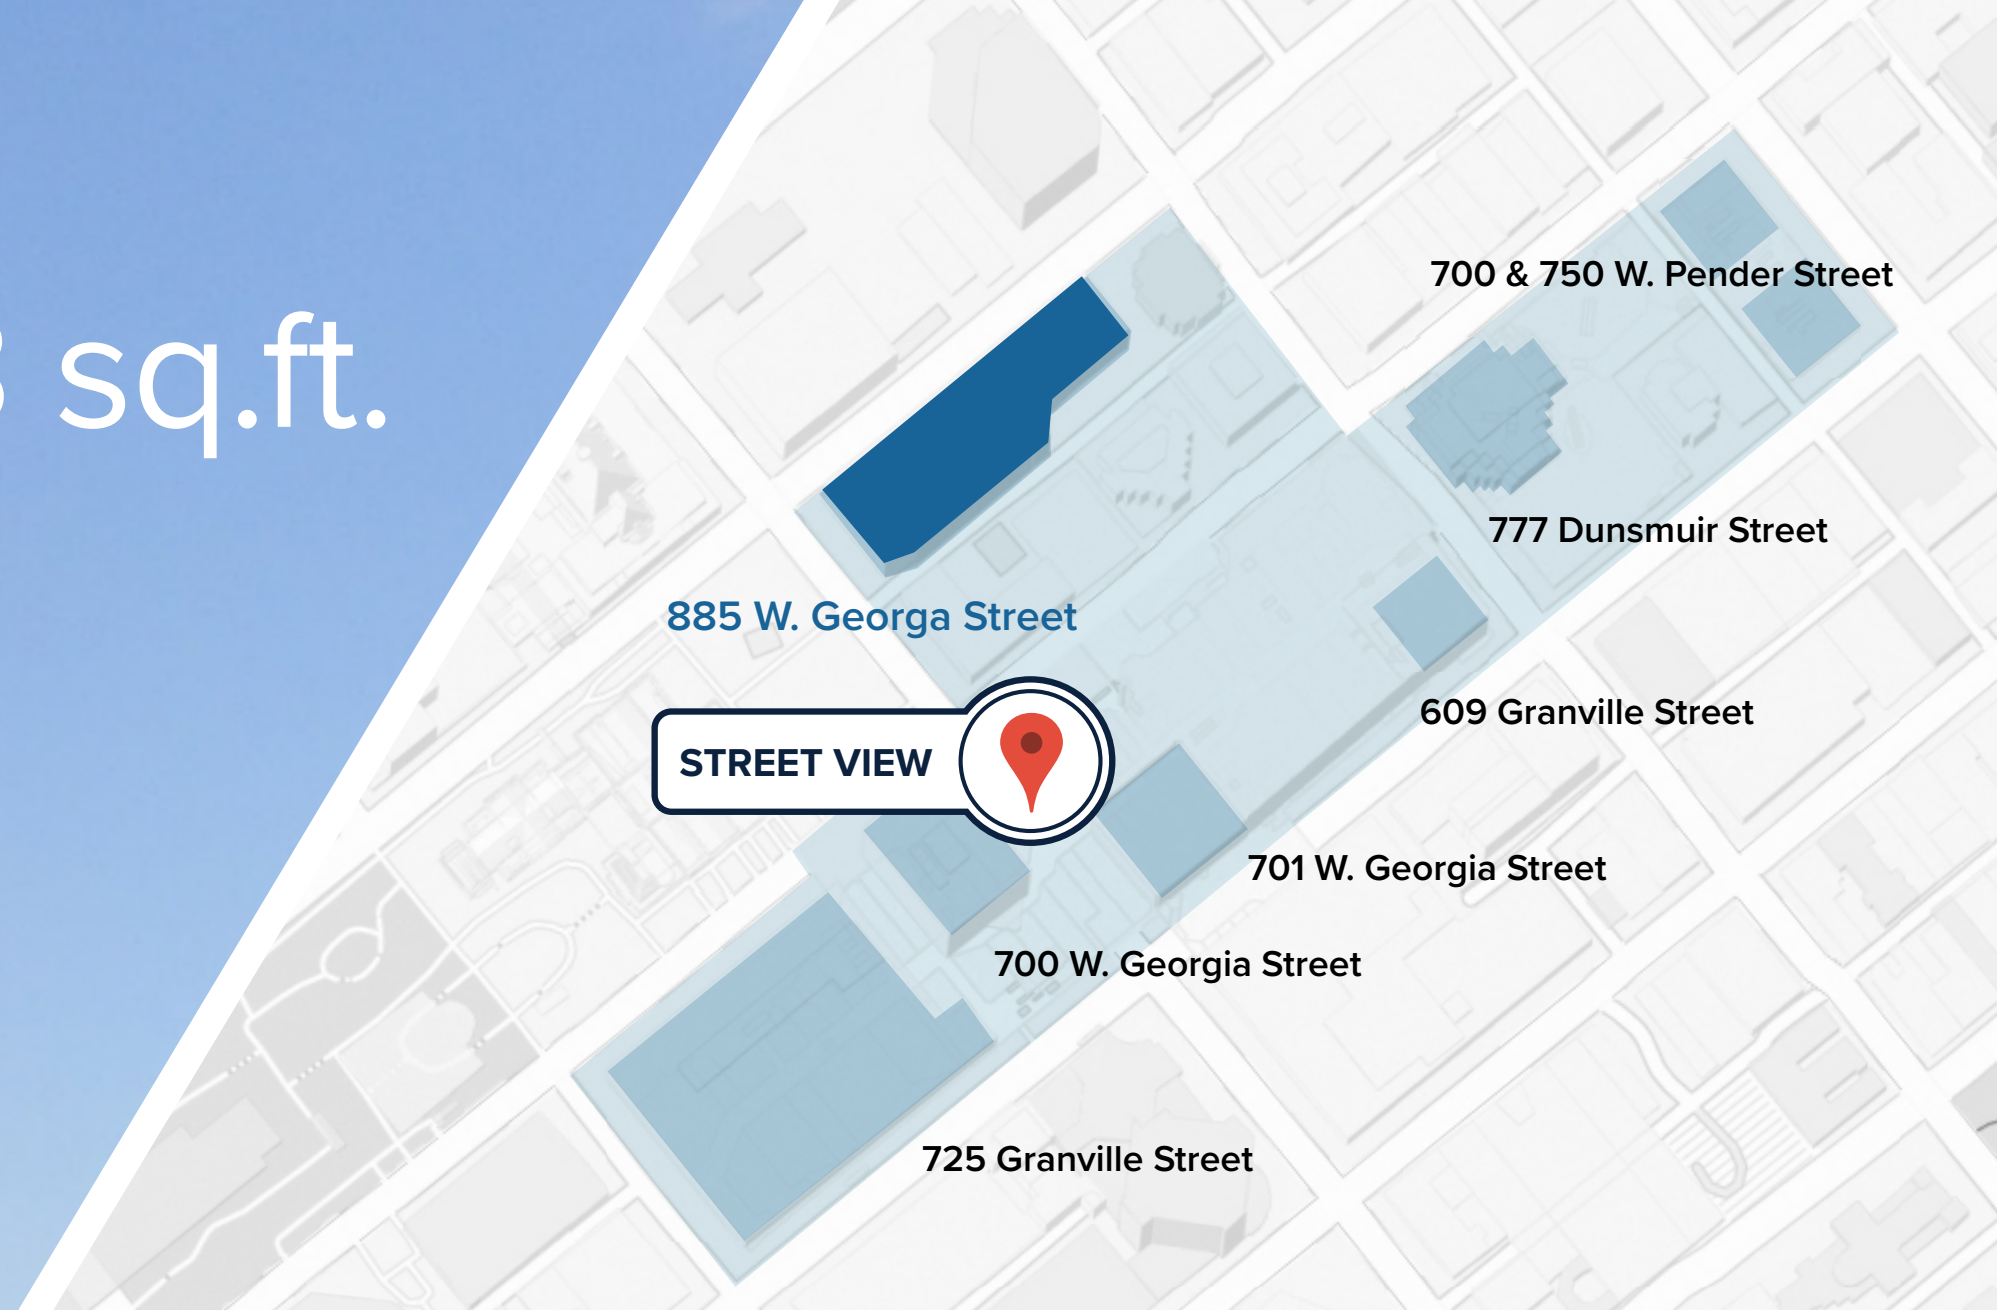 sq.ft.
700 & 750 W. Pender Street
777 Dunsmuir Street
885 W. Georga Street
609 Granville Street
STREET VIEW
701 W. Georgia Street
700 W. Georgia Street
725 Granville Street